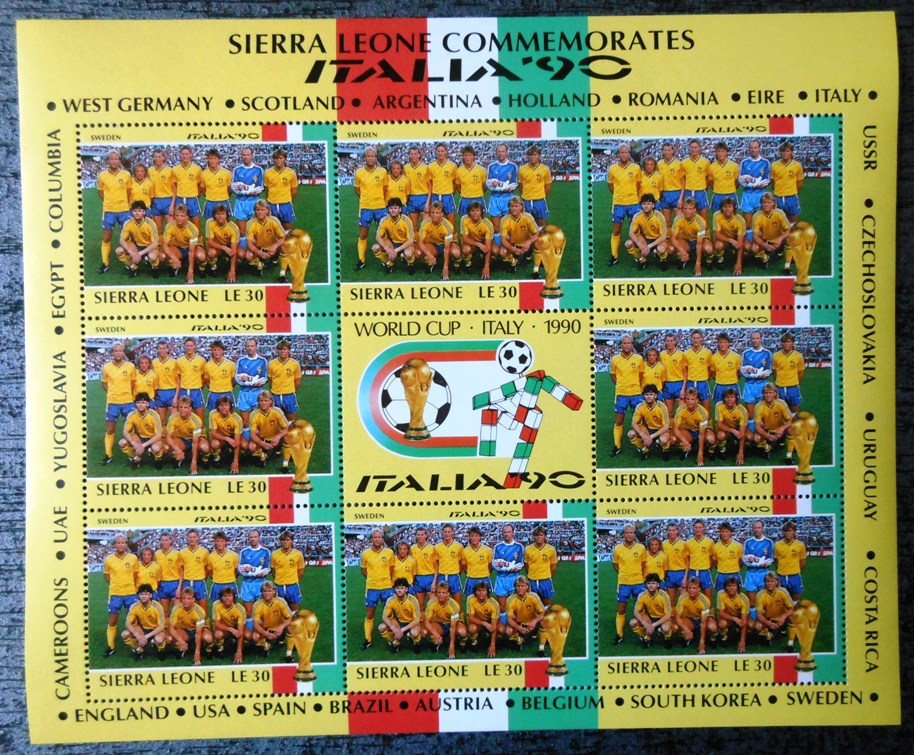 SIERRA LEONE COMMEMORATES
ITALIA'90
• WEST GERMANY • SCOTLAND • ARGENTINA • HOLLAND • ROMANIA • EIRE • ITALY •
CAMEROONS • UAE • YUGOSLAVIA • EGYPT • COLUMBIA
USSR • CZECHOSLOVAKIA • URUGUAY • COSTA RICA
SWEDEN ITALIA'90
SIERRA LEONE LE 30
SWEDEN ITALIA'90
SIERRA LEONE LE 30
SWEDEN ITALIA'90
SIERRA LEONE LE 30
SWEDEN ITALIA'90
SIERRA LEONE LE 30
WORLD CUP · ITALY · 1990
ITALIA'90
SWEDEN ITALIA'90
SIERRA LEONE LE 30
SWEDEN ITALIA'90
SIERRA LEONE LE 30
SWEDEN ITALIA'90
SIERRA LEONE LE 30
SWEDEN ITALIA'90
SIERRA LEONE LE 30
• ENGLAND • USA • SPAIN • BRAZIL • AUSTRIA • BELGIUM • SOUTH KOREA • SWEDEN •